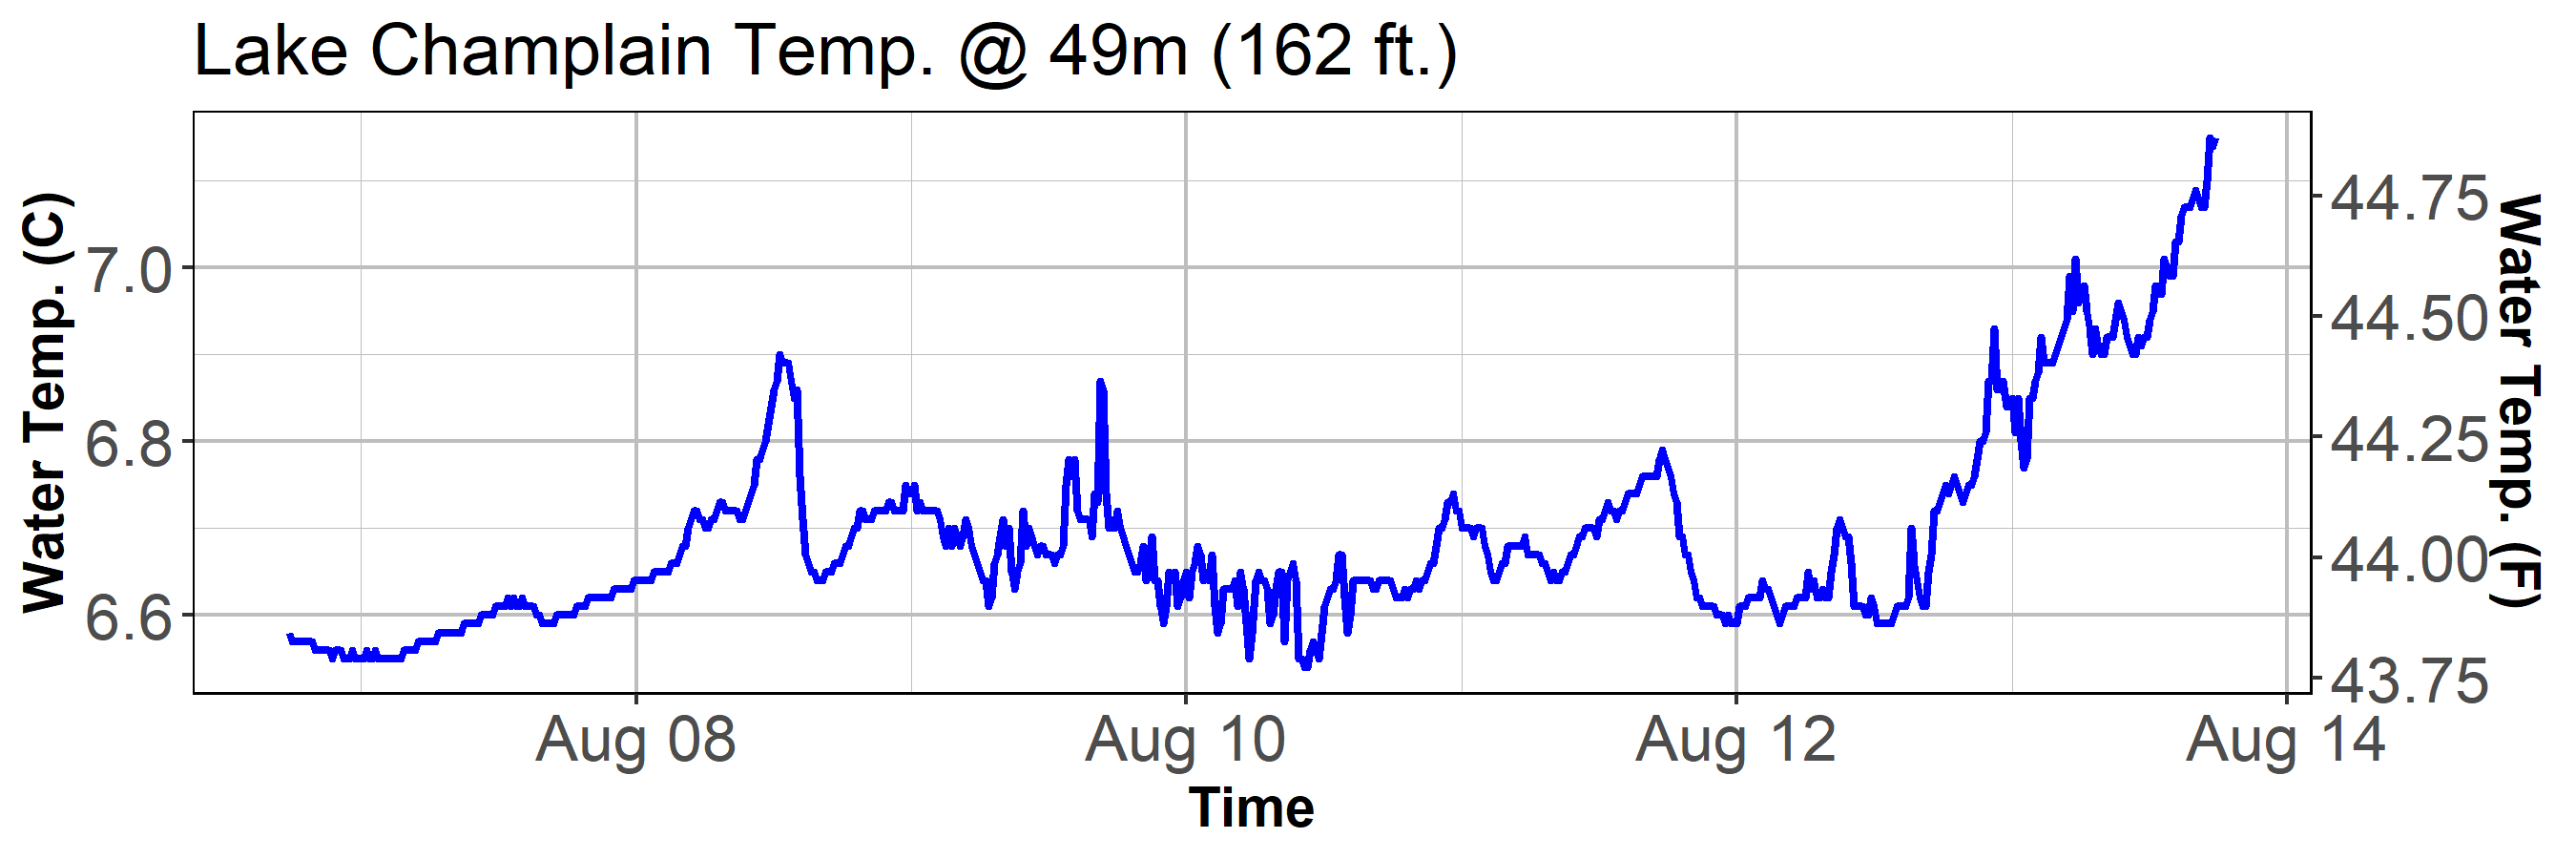 Lake Champlain Temp. @ 49m (162 ft.)
Water Temp. (C)
7.0
6.8
6.6
44.75
44.50
44.25
44.00
43.75
Water Temp. (F)
Aug 08 Aug 10 Aug 12 Aug 14
Time